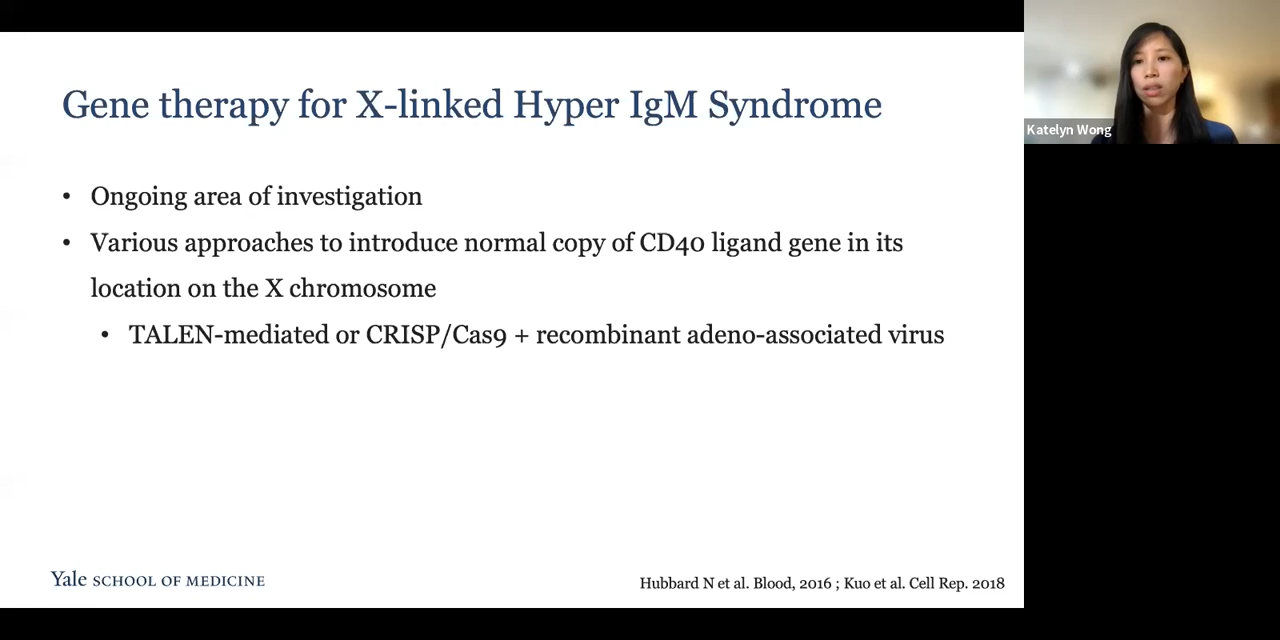 Gene therapy for X-linked Hyper IgM Syndrome
• Ongoing area of investigation
• Various approaches to introduce normal copy of CD40 ligand gene in its
location on the X chromosome
• TALEN-mediated or CRISP/Cas9 + recombinant adeno-associated virus
Yale SCHOOL OF MEDICINE
Hubbard N et al. Blood, 2016 ; Kuo et al. Cell Rep. 2018
Katelyn Wong